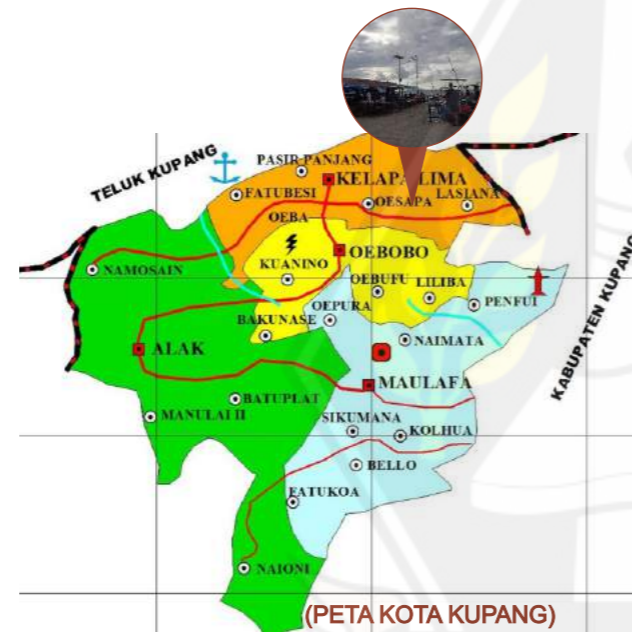 TELUK KUPANG
PASIR PANJANG
KELAPA LIMA
FATUBESI
OESAPA
LASIANA
OEBA
OEBOBO
KUANINO
NAMOSAIN
OEBUFU
LILIBA
PENFUI
OEPURA
BAKUNASE
NAIMATA
KABUPATEN KUPANG
ALAK
MAULAFA
BATUPLAT
MANULAI II
SIKUMANA
KOLHUA
BELLO
FATUKOA
NAIONI
(PETA KOTA KUPANG)